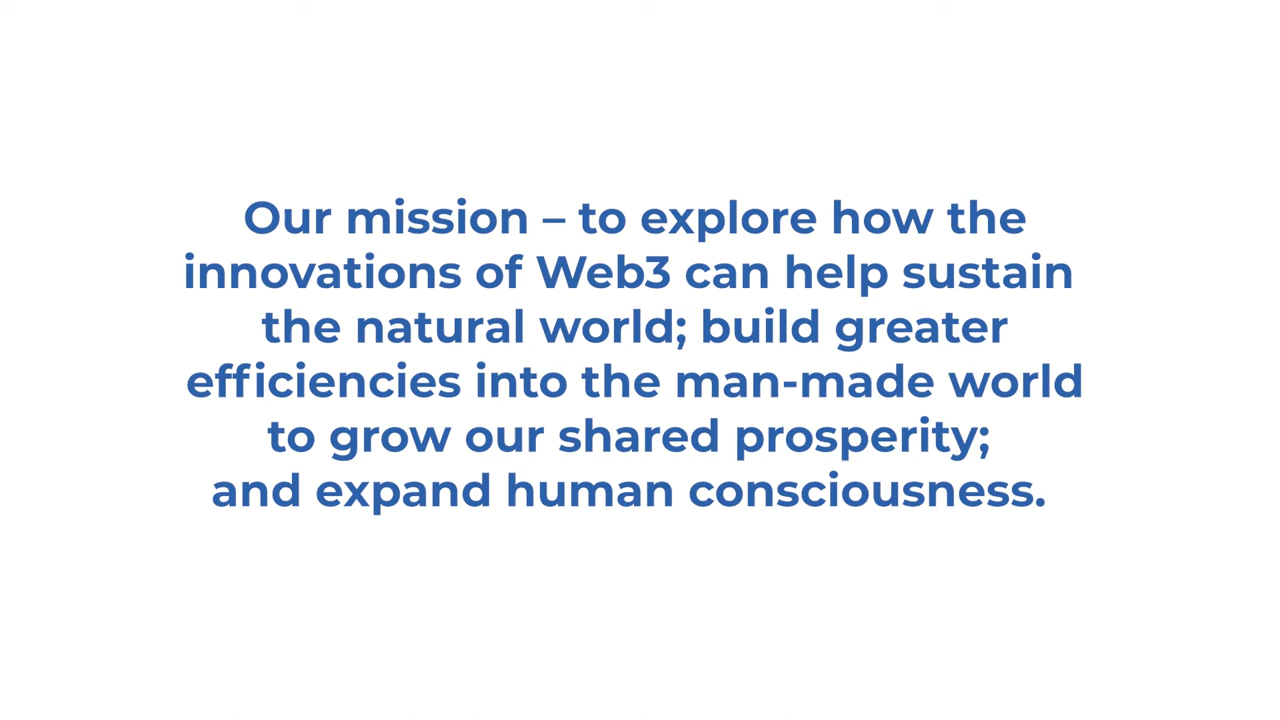 Our mission – to explore how the
innovations of Web3 can help sustain
the natural world; build greater
efficiencies into the man-made world
to grow our shared prosperity;
and expand human consciousness.